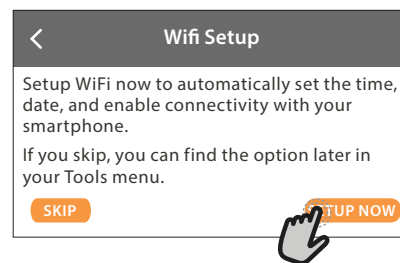 Wifi Setup
Setup WiFi now to automatically set the time,
date, and enable connectivity with your
smartphone.
If you skip, you can find the option later in
your Tools menu.
SKIP
SETUP NOW